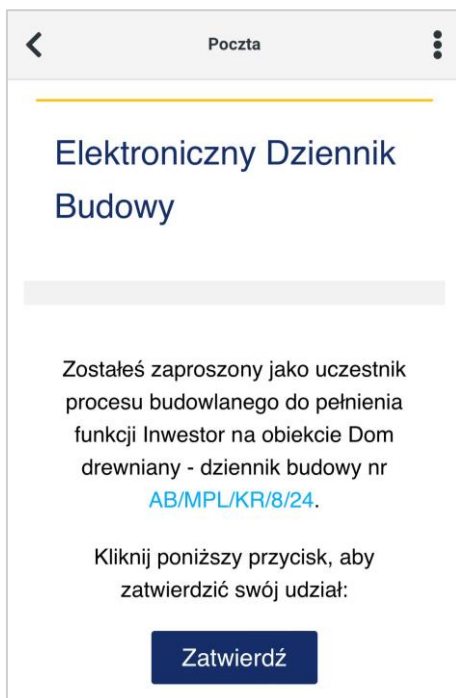 Poczta
Elektroniczny Dziennik
Budowy
Zostałeś zaproszony jako uczestnik
procesu budowlanego do pełnienia
funkcji Inwestor na obiekcie Dom
drewniany - dziennik budowy nr
AB/MPL/KR/8/24.
Kliknij poniższy przycisk, aby
zatwierdzić swój udział:
Zatwierdź